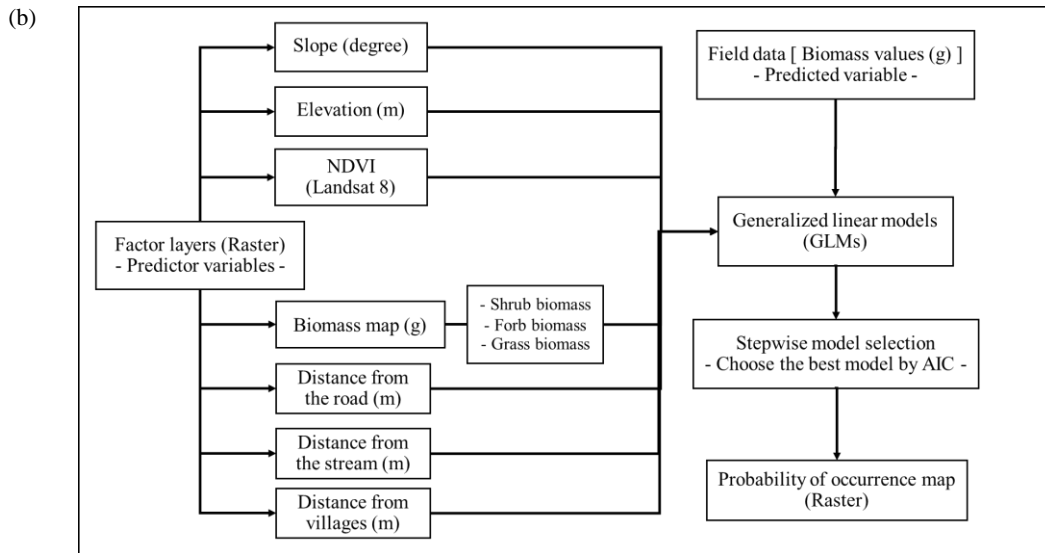 (b)
Slope (degree)
Elevation (m)
NDVI
(Landsat 8)
Factor layers (Raster)
- Predictor variables -
Biomass map (g)
- Shrub biomass
- Forb biomass
- Grass biomass
Distance from
the road (m)
Distance from
the stream (m)
Distance from
villages (m)
Field data [ Biomass values (g) ]
- Predicted variable -
Generalized linear models
(GLMs)
Stepwise model selection
- Choose the best model by AIC -
Probability of occurrence map
(Raster)